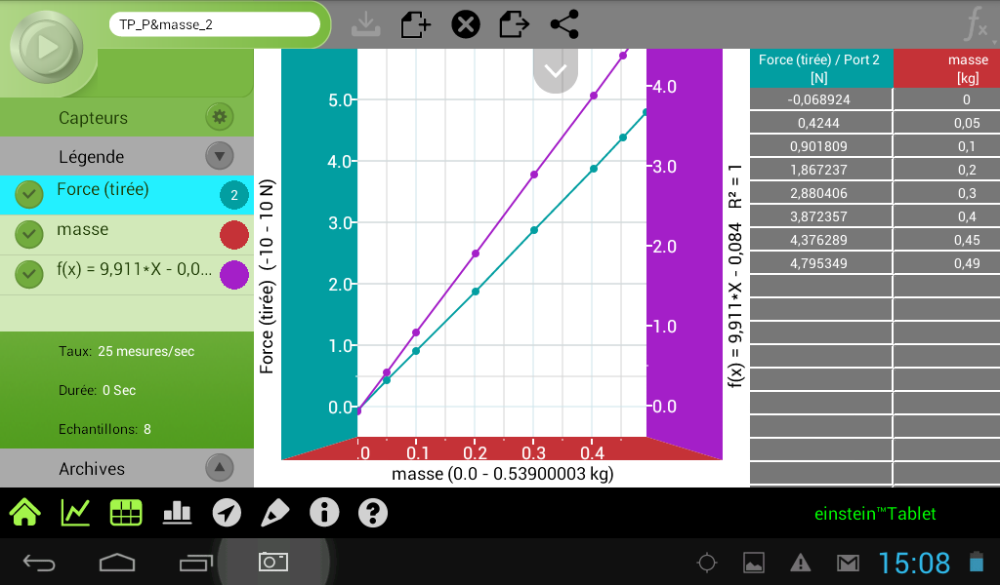 TP_P&masse_2
fx
Capteurs
Légende
Force (tirée) 2
masse
f(x) = 9,911*X - 0,0...
Taux: 25 mesures/sec
Durée: 0 Sec
Echantillons: 8
Archives
Force (tirée) (-10 - 10 N)
5.0
4.0
3.0
2.0
1.0
0.0
.0 0.1 0.2 0.3 0.4
masse (0.0 - 0.53900003 kg)
4.0
3.0
2.0
1.0
0.0
f(x) = 9,911*X - 0,084 R² = 1
Force (tirée) / Port 2 masse
[N] [kg]
-0,068924 0
0,4244 0,05
0,901809 0,1
1,867237 0,2
2,880406 0,3
3,872357 0,4
4,376289 0,45
4,795349 0,49
einstein™Tablet
15:08